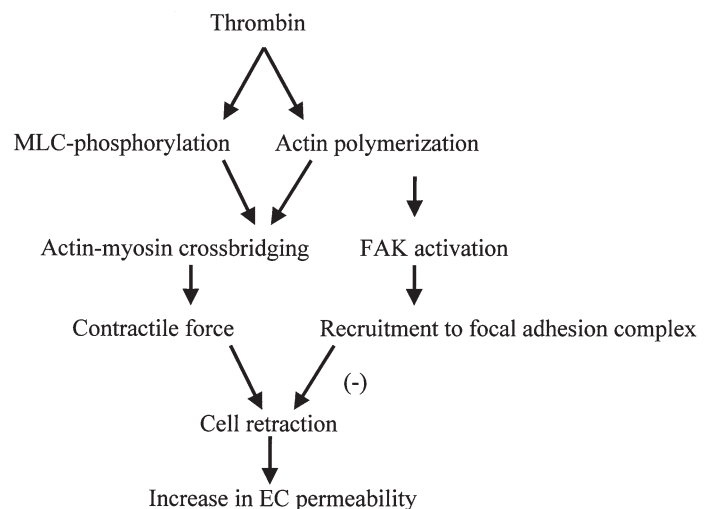 Thrombin
MLC-phosphorylation Actin polymerization
Actin-myosin crossbridging FAK activation
Contractile force Recruitment to focal adhesion complex
(-)
Cell retraction
Increase in EC permeability